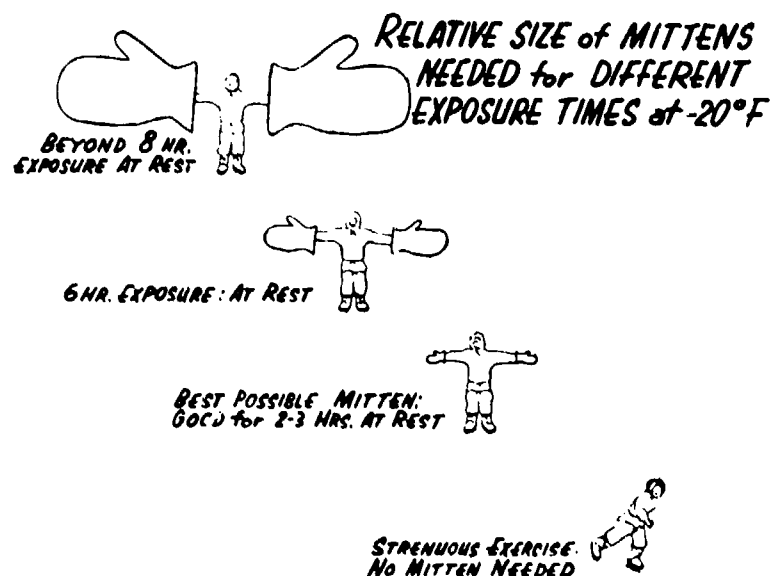 RELATIVE SIZE of MITTENS
NEEDED for DIFFERENT
EXPOSURE TIMES at -20°F
BEYOND 8 HR.
EXPOSURE AT REST
6 HR. EXPOSURE: AT REST
BEST POSSIBLE MITTEN:
GOOD for 2-3 HRS. AT REST
STRENUOUS EXERCISE.
NO MITTEN NEEDED